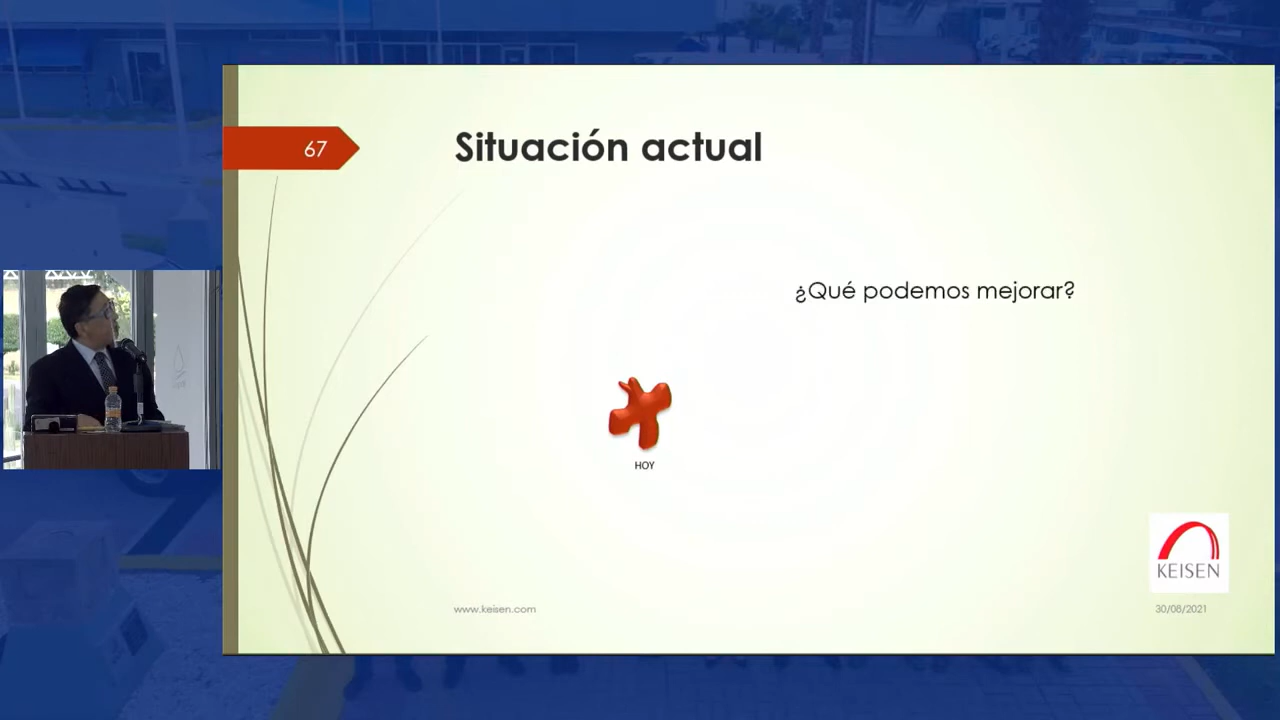 67
Situación actual
¿Qué podemos mejorar?
HOY
KEISEN
www.keisen.com
30/08/2021